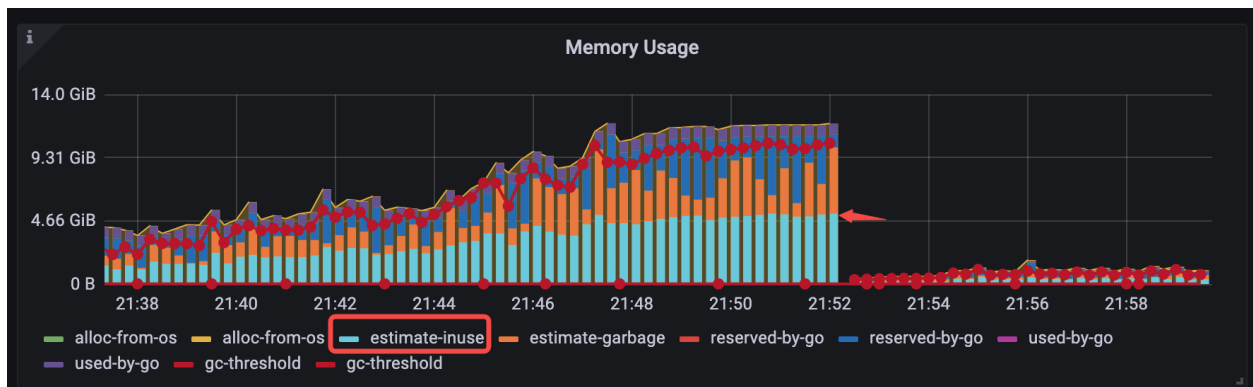 i
Memory Usage
14.0 GiB
9.31 GiB
4.66 GiB
0 B
21:38 21:40 21:42 21:44 21:46 21:48 21:50 21:52 21:54 21:56 21:58
alloc-from-os alloc-from-os estimate-inuse estimate-garbage reserved-by-go reserved-by-go used-by-go
used-by-go gc-threshold gc-threshold